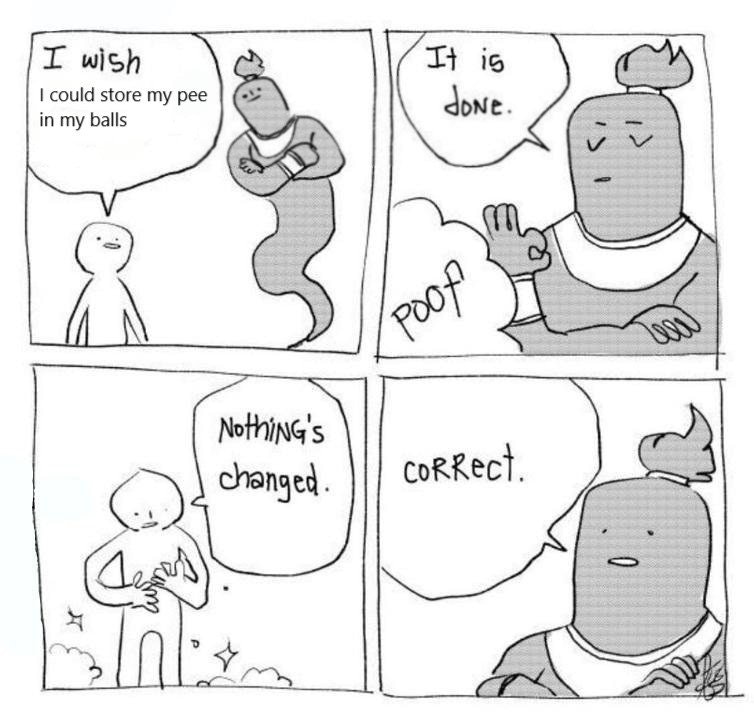 I wish
I could store my pee
in my balls
It is
done.
POOF
NothiNG's
changed.
coRRect.